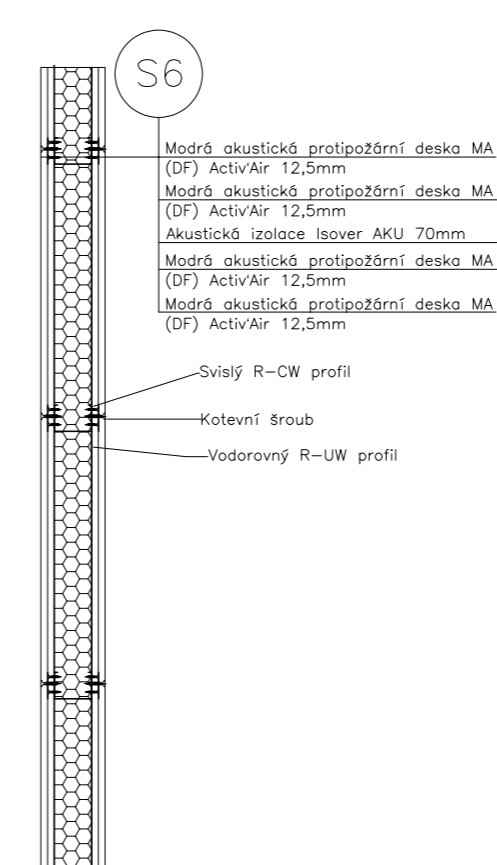 S6
Modrá akustická protipožární deska MA
(DF) Activ'Air 12,5mm
Modrá akustická protipožární deska MA
(DF) Activ'Air 12,5mm
Akustická izolace Isover AKU 70mm
Modrá akustická protipožární deska MA
(DF) Activ'Air 12,5mm
Modrá akustická protipožární deska MA
(DF) Activ'Air 12,5mm
Svislý R-CW profil
Kotevní šroub
Vodorovný R-UW profil